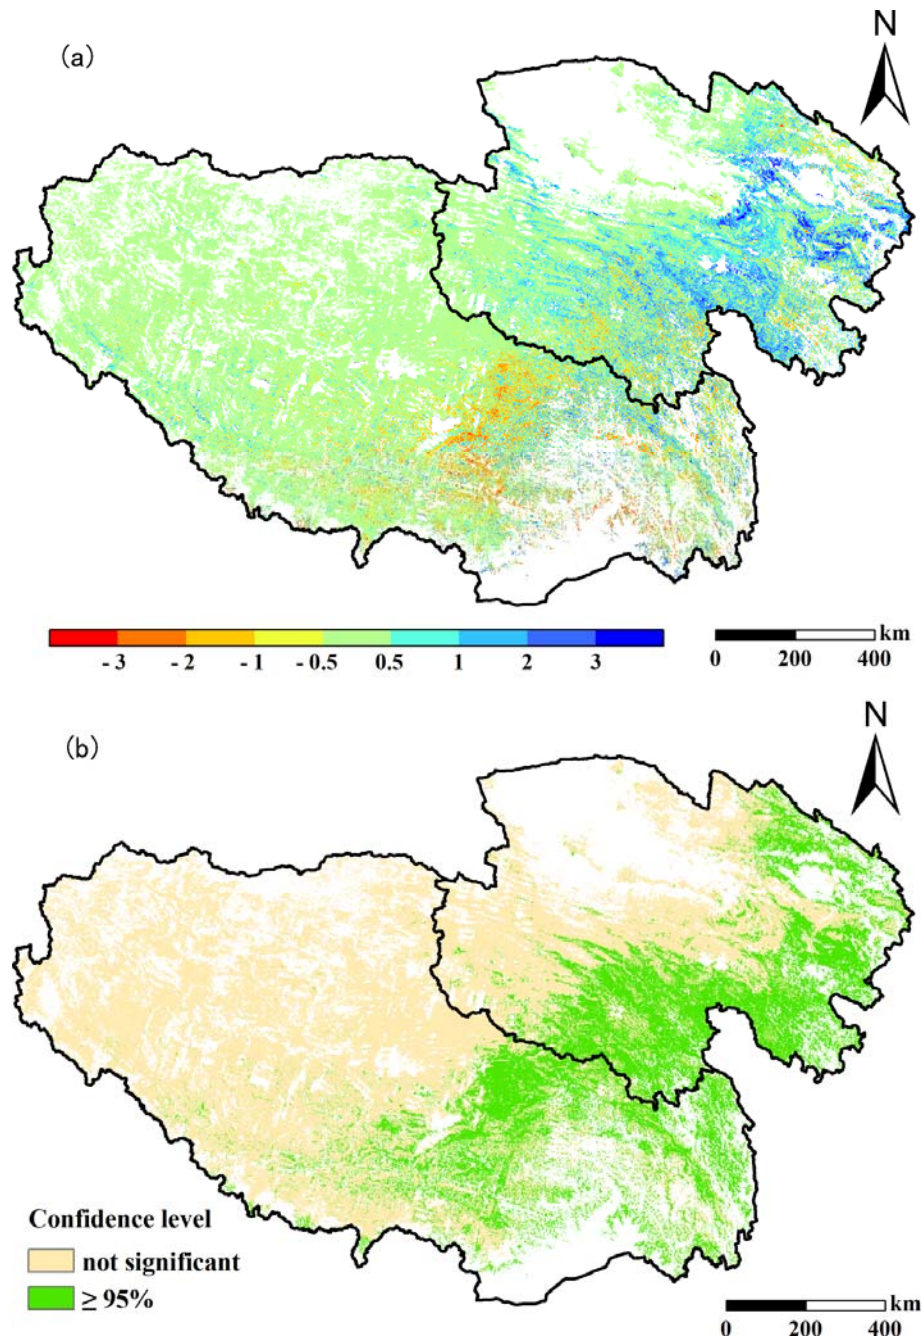 (a)
N
- 3 - 2 - 1 - 0.5 0.5 1 2 3
km
0 200 400
(b)
N
Confidence level
not significant
≥ 95%
km
0 200 400